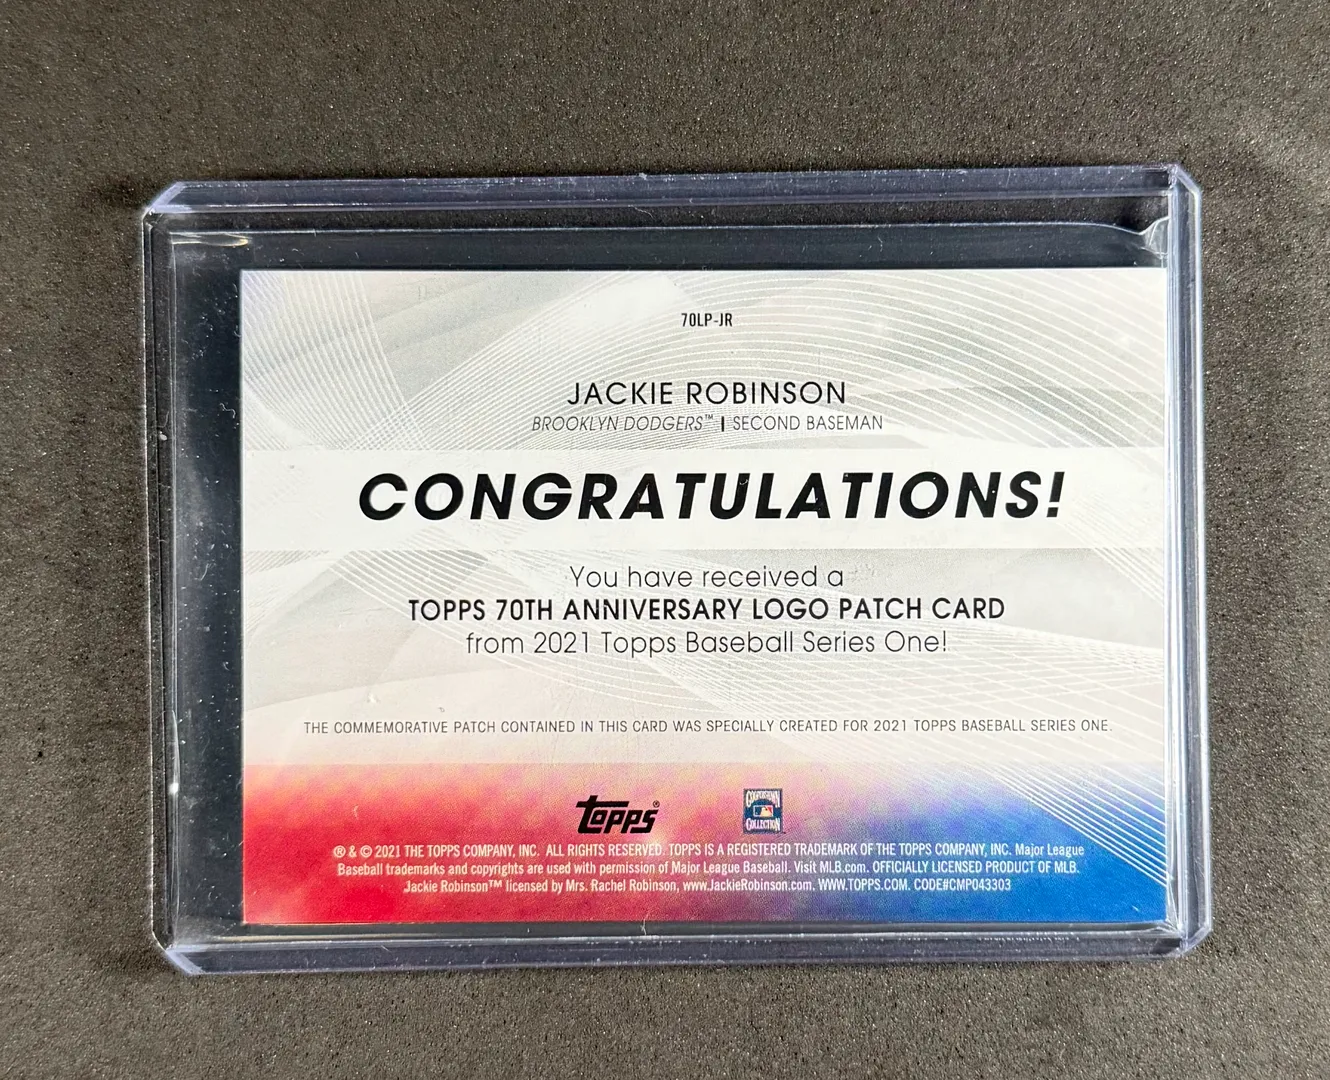 70LP-JR
JACKIE ROBINSON
BROOKLYN DODGERS™ | SECOND BASEMAN
CONGRATULATIONS!
You have received a
TOPPS 70TH ANNIVERSARY LOGO PATCH CARD
from 2021 Topps Baseball Series One!
THE COMMEMORATIVE PATCH CONTAINED IN THIS CARD WAS SPECIALLY CREATED FOR 2021 TOPPS BASEBALL SERIES ONE.
Topps®
COOPERSTOWN
COLLECTION
® & © 2021 THE TOPPS COMPANY, INC. ALL RIGHTS RESERVED. TOPPS IS A REGISTERED TRADEMARK OF THE TOPPS COMPANY, INC. Major League
Baseball trademarks and copyrights are used with permission of Major League Baseball. Visit MLB.com. OFFICIALLY LICENSED PRODUCT OF MLB.
Jackie Robinson™ licensed by Mrs. Rachel Robinson, www.JackieRobinson.com. WWW.TOPPS.COM. CODE#CMP043303